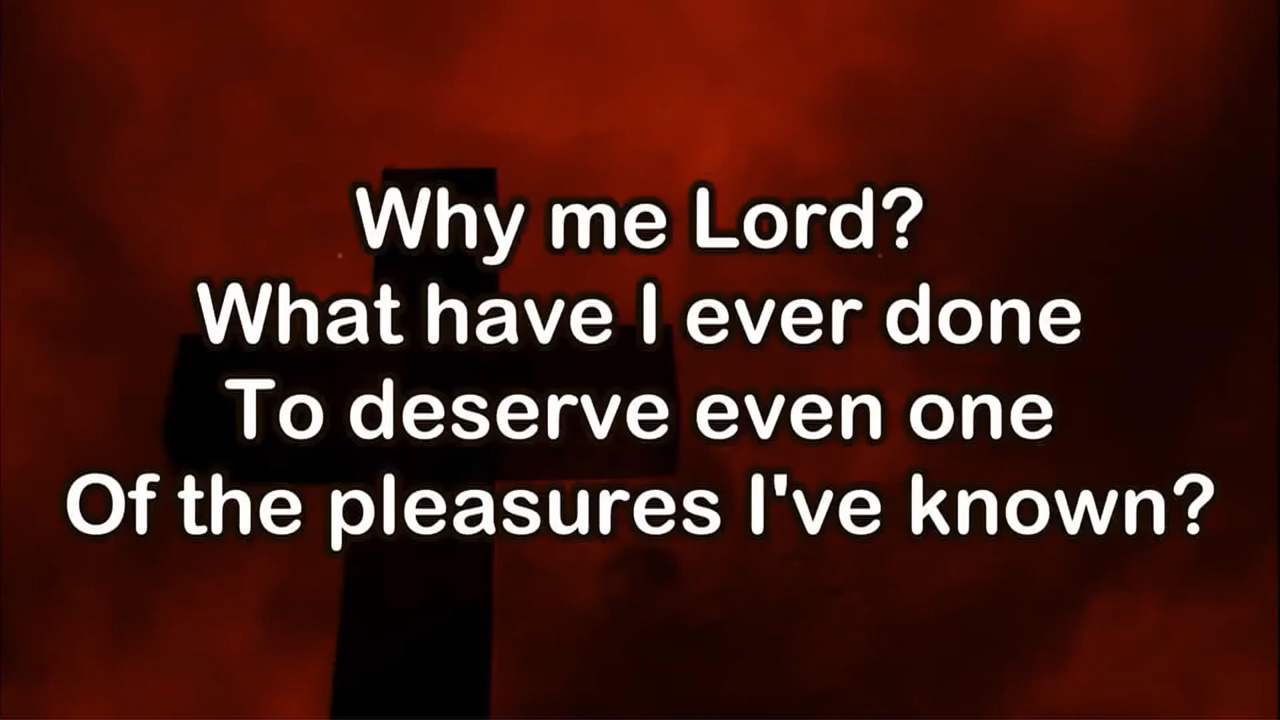 Why me Lord?
What have I ever done
To deserve even one
Of the pleasures I've known?